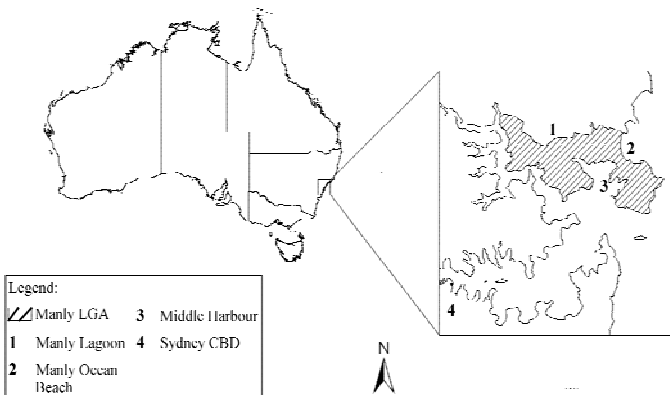 1
2
3
4
Legend:
Manly LGA 3 Middle Harbour
1 Manly Lagoon 4 Sydney CBD
2 Manly Ocean
Beach
N